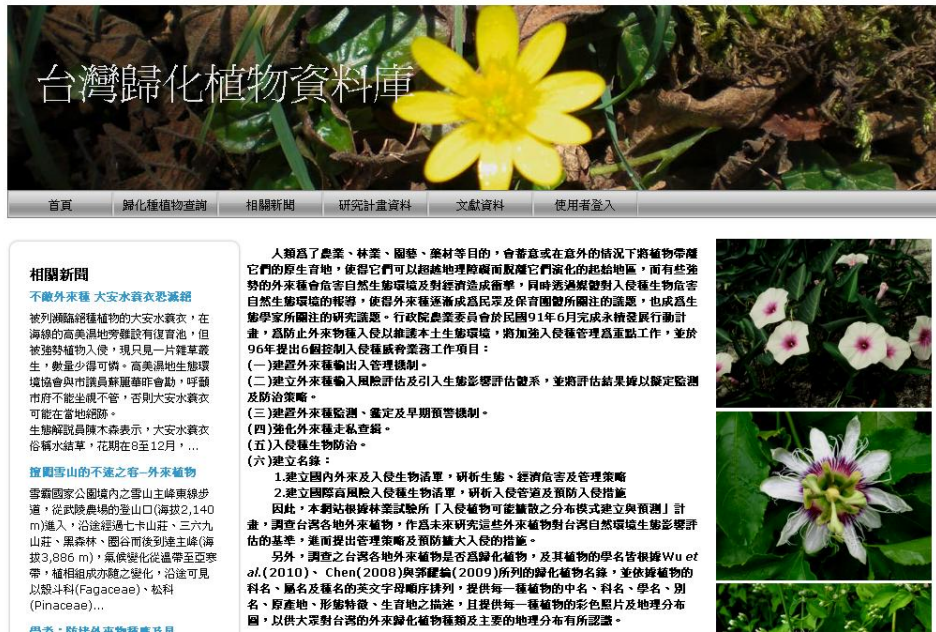 台灣歸化植物資料庫
首頁
歸化種植物查詢
相關新聞
研究計畫資料
文獻資料
使用者登入
相關新聞
不敵外來種 大安水蓑衣恐滅絕
被列瀕臨絕種植物的大安水蓑衣，在
海線的高美濕地旁雖設有復育池，但
被強勢植物入侵，現只見一片雜草叢
生，數量少得可憐。高美濕地生態環
境協會與市議員蘇麗華昨會勘，呼籲
市府不能坐視不管，否則大安水蓑衣
可能在當地絕跡。
生態解說員陳木森表示，大安水蓑衣
俗稱水結草，花期在8至12月，...
擅闖雪山的不速之客─外來植物
雪霸國家公園境內之雪山主峰東線步
道，從武陵農場的登山口(海拔2,140
m)進入，沿途經過七卡山莊、三六九
山莊、黑森林、圈谷而後到達主峰(海
拔3,886 m)，氣候變化從溫帶至亞寒
帶，植相組成亦隨之變化，沿途可見
以殼斗科(Fagaceae)、松科
(Pinaceae)...
人類為了農業、林業、園藝、藥材等目的，會蓄意或在意外的情況下將植物帶離
它們的原生育地，使得它們可以超越地理障礙而脫離它們演化的起始地區，而有些強
勢的外來種會危害自然生態環境及對經濟造成衝擊，同時透過媒體對入侵種生物危害
自然生態環境的報導，使得外來種逐漸成為民眾及保育團體所關注的議題，也成為生
態學家所關注的研究議題。行政院農業委員會於民國91年6月完成永續發展行動計
畫，為防止外來物種入侵以維護本土生態環境，將加強入侵種管理為重點工作，並於
96年提出6個控制入侵種威脅業務工作項目：
(一)建置外來種輸出入管理機制。
(二)建立外來種輸入風險評估及引入生態影響評估體系，並將評估結果據以擬定監測
及防治策略。
(三)建置外來種監測、鑑定及早期預警機制。
(四)強化外來種走私查緝。
(五)入侵種生物防治。
(六)建立名錄：
1.建立國內外來及入侵生物清單，研析生態、經濟危害及管理策略
2.建立國際高風險入侵種生物清單，研析入侵管道及預防入侵措施
因此，本網站根據林業試驗所「入侵植物可能擴散之分布模式建立與預測」計
畫，調查台灣各地外來植物，作為未來研究這些外來植物對台灣自然環境生態影響評
估的基準，進而提出管理策略及預防擴大入侵的措施。
另外，調查之台灣各地外來植物是否為歸化植物，及其植物的學名皆根據Wu et
al.(2010)、Chen(2008)與郭耀綸(2009)所列的歸化植物名錄，並依據植物的
科名、屬名及種名的英文字母順序排列，提供每一種植物的中名、科名、學名、別
名、原產地、形態特徵、生育地之描述，且提供每一種植物的彩色照片及地理分布
圖，以供大眾對台灣的外來歸化植物種類及主要的地理分布有所認識。